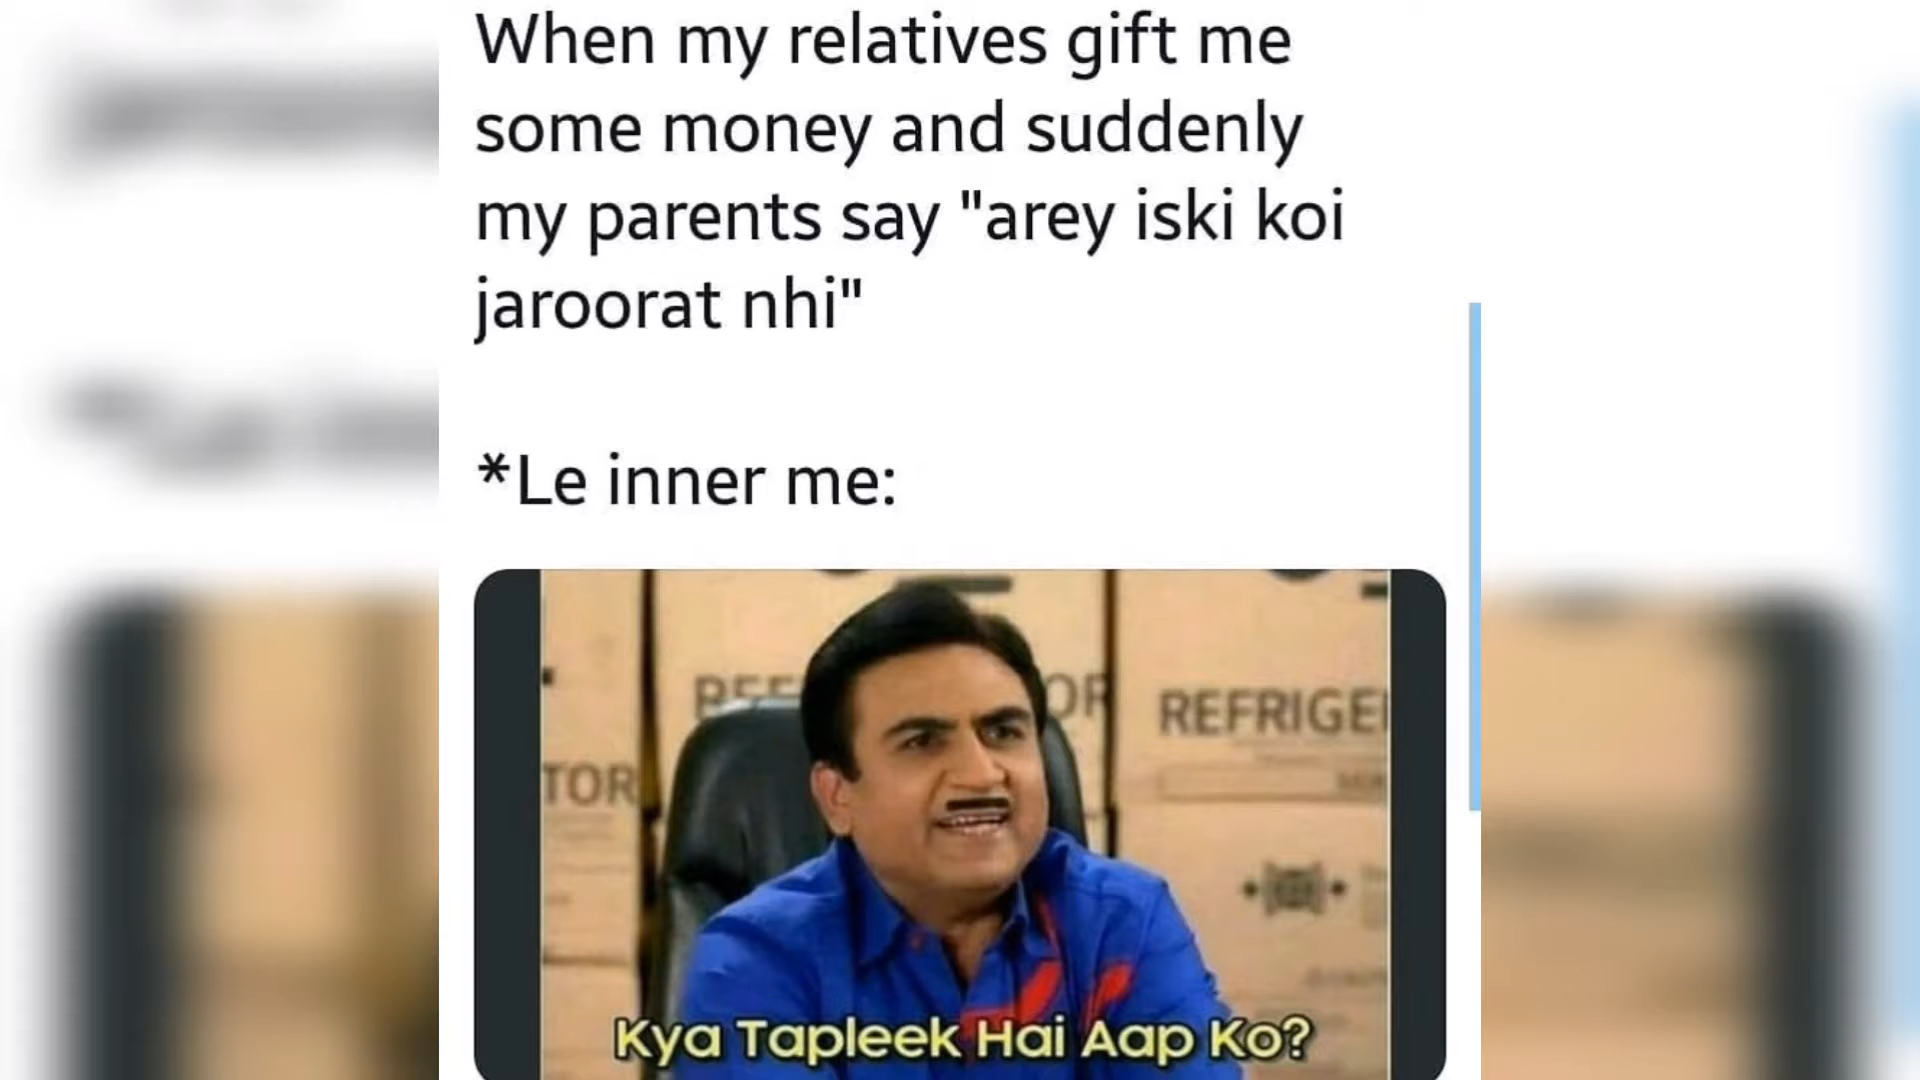 When my relatives gift me
some money and suddenly
my parents say "arey iski koi
jaroorat nhi"
*Le inner me:
TOR
REFRIGE
Kya Tapleek Hai Aap Ko?